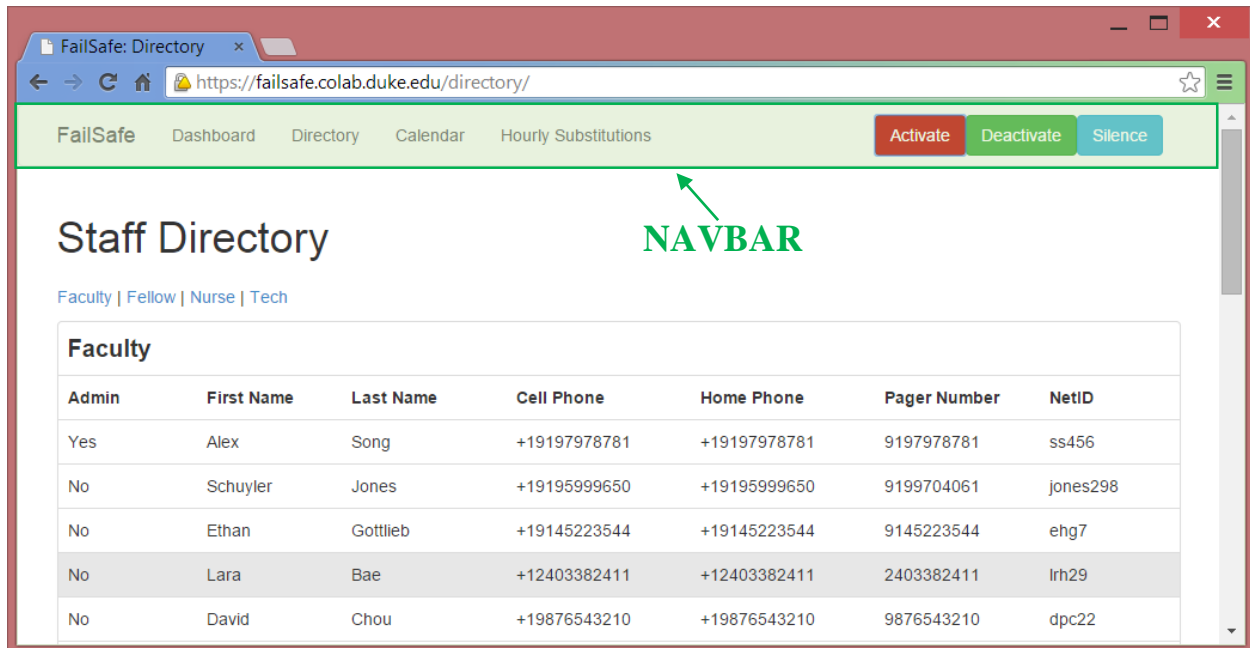 FailSafe: Directory
https://failsafe.colab.duke.edu/directory/
FailSafe Dashboard Directory Calendar Hourly Substitutions Activate Deactivate Silence
NAVBAR
Staff Directory
Faculty | Fellow | Nurse | Tech
Faculty
Admin First Name Last Name Cell Phone Home Phone Pager Number NetID
Yes Alex Song +19197978781 +19197978781 9197978781 ss456
No Schuyler Jones +19195999650 +19195999650 9199704061 jones298
No Ethan Gottlieb +19145223544 +19145223544 9145223544 ehg7
No Lara Bae +12403382411 +12403382411 2403382411 lrh29
No David Chou +19876543210 +19876543210 9876543210 dpc22